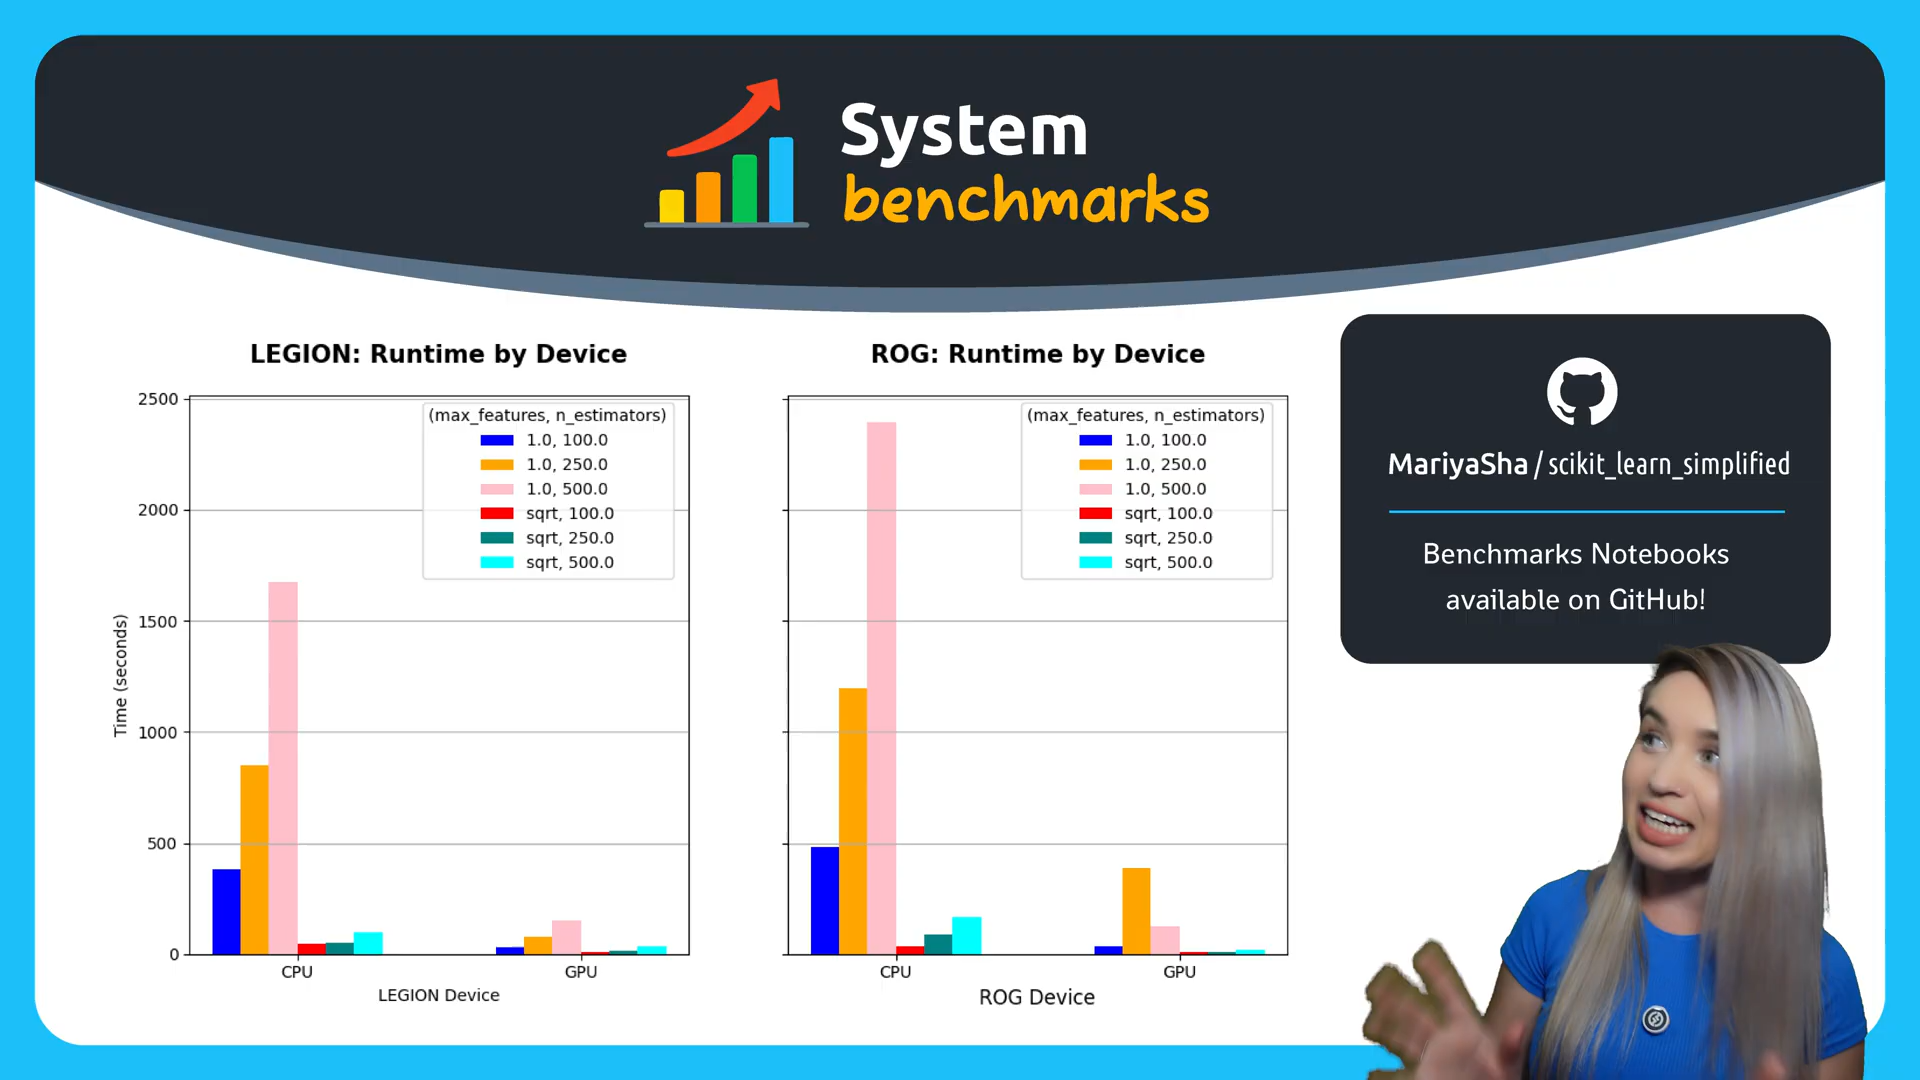 System
benchmarks
LEGION: Runtime by Device
2500
2000
1500
1000
500
0
Time (seconds)
(max_features, n_estimators)
1.0, 100.0
1.0, 250.0
1.0, 500.0
sqrt, 100.0
sqrt, 250.0
sqrt, 500.0
CPU
GPU
LEGION Device
ROG: Runtime by Device
(max_features, n_estimators)
1.0, 100.0
1.0, 250.0
1.0, 500.0
sqrt, 100.0
sqrt, 250.0
sqrt, 500.0
CPU
GPU
ROG Device
MariyaSha / scikit_learn_simplified
Benchmarks Notebooks
available on GitHub!